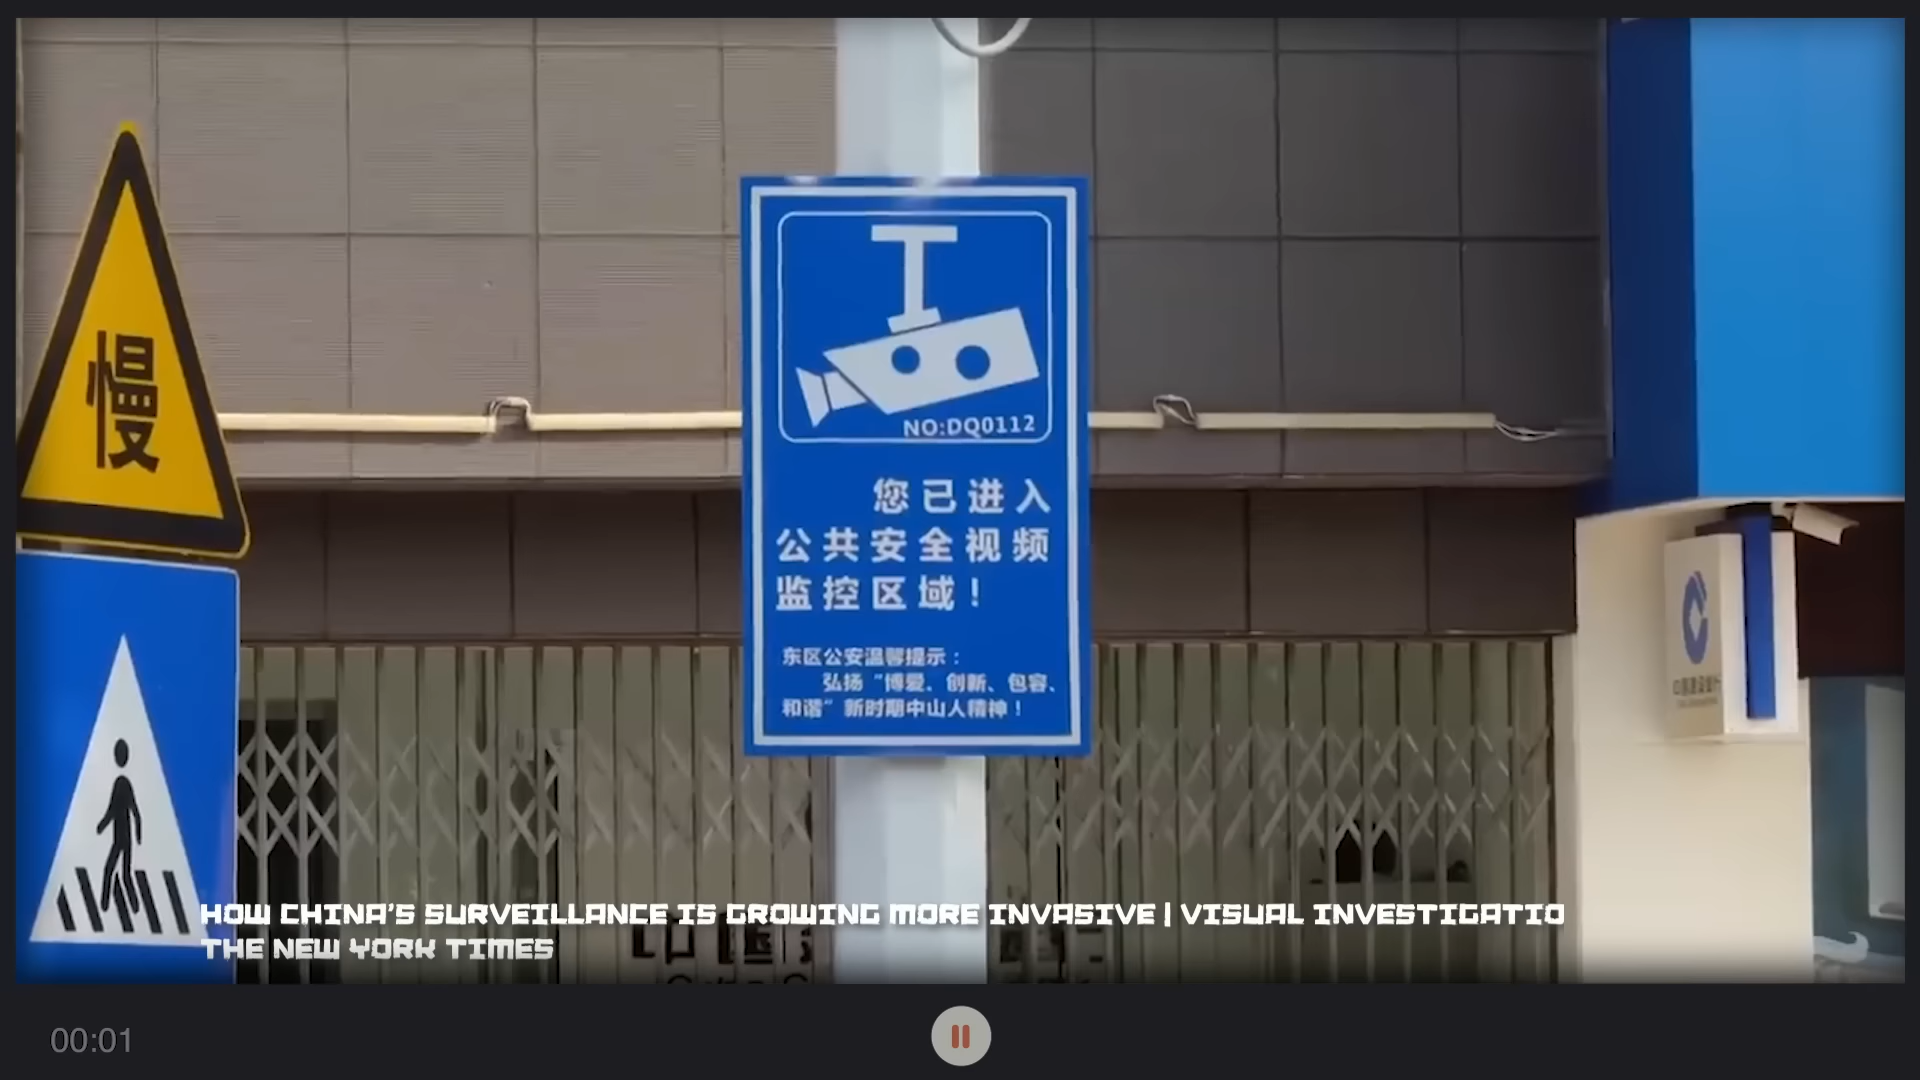 慢
NO:DQ0112
您已进入
公共安全视频
监控区域！
东区公安温馨提示：
弘扬“博爱、创新、包容、
和谐”新时期中山人精神！
HOW CHINA'S SURVEILLANCE IS GROWING MORE INVASIVE | VISUAL INVESTIGATIO
THE NEW YORK TIMES
00:01